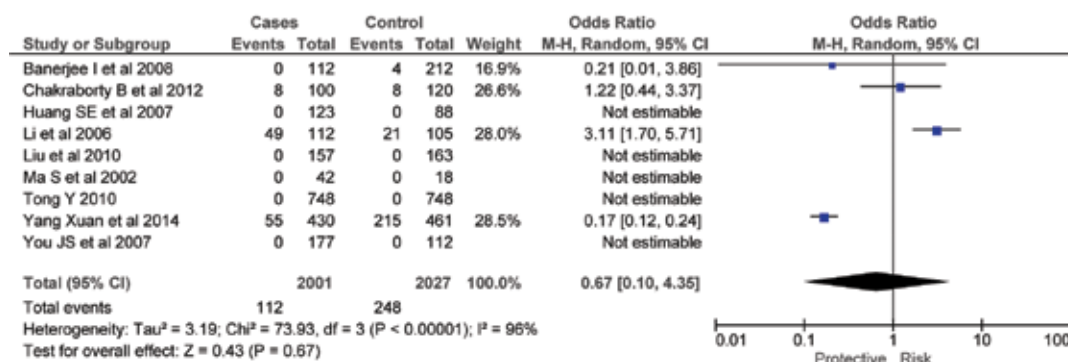 Cases Control Odds Ratio Odds Ratio
Study or Subgroup Events Total Events Total Weight M-H, Random, 95% CI M-H, Random, 95% CI
Banerjee I et al 2008 0 112 4 212 16.9% 0.21 [0.01, 3.86]
Chakraborty B et al 2012 8 100 8 120 26.6% 1.22 [0.44, 3.37]
Huang SE et al 2007 0 123 0 88 Not estimable
Li et al 2006 49 112 21 105 28.0% 3.11 [1.70, 5.71]
Liu et al 2010 0 157 0 163 Not estimable
Ma S et al 2002 0 42 0 18 Not estimable
Tong Y 2010 0 748 0 748 Not estimable
Yang Xuan et al 2014 55 430 215 461 28.5% 0.17 [0.12, 0.24]
You JS et al 2007 0 177 0 112 Not estimable
Total (95% CI) 2001 2027 100.0% 0.67 [0.10, 4.35]
Total events 112 248
Heterogeneity: Tau² = 3.19; Chi² = 73.93, df = 3 (P < 0.00001); I² = 96%
Test for overall effect: Z = 0.43 (P = 0.67)
0.01 0.1 1 10 100
Protective Risk